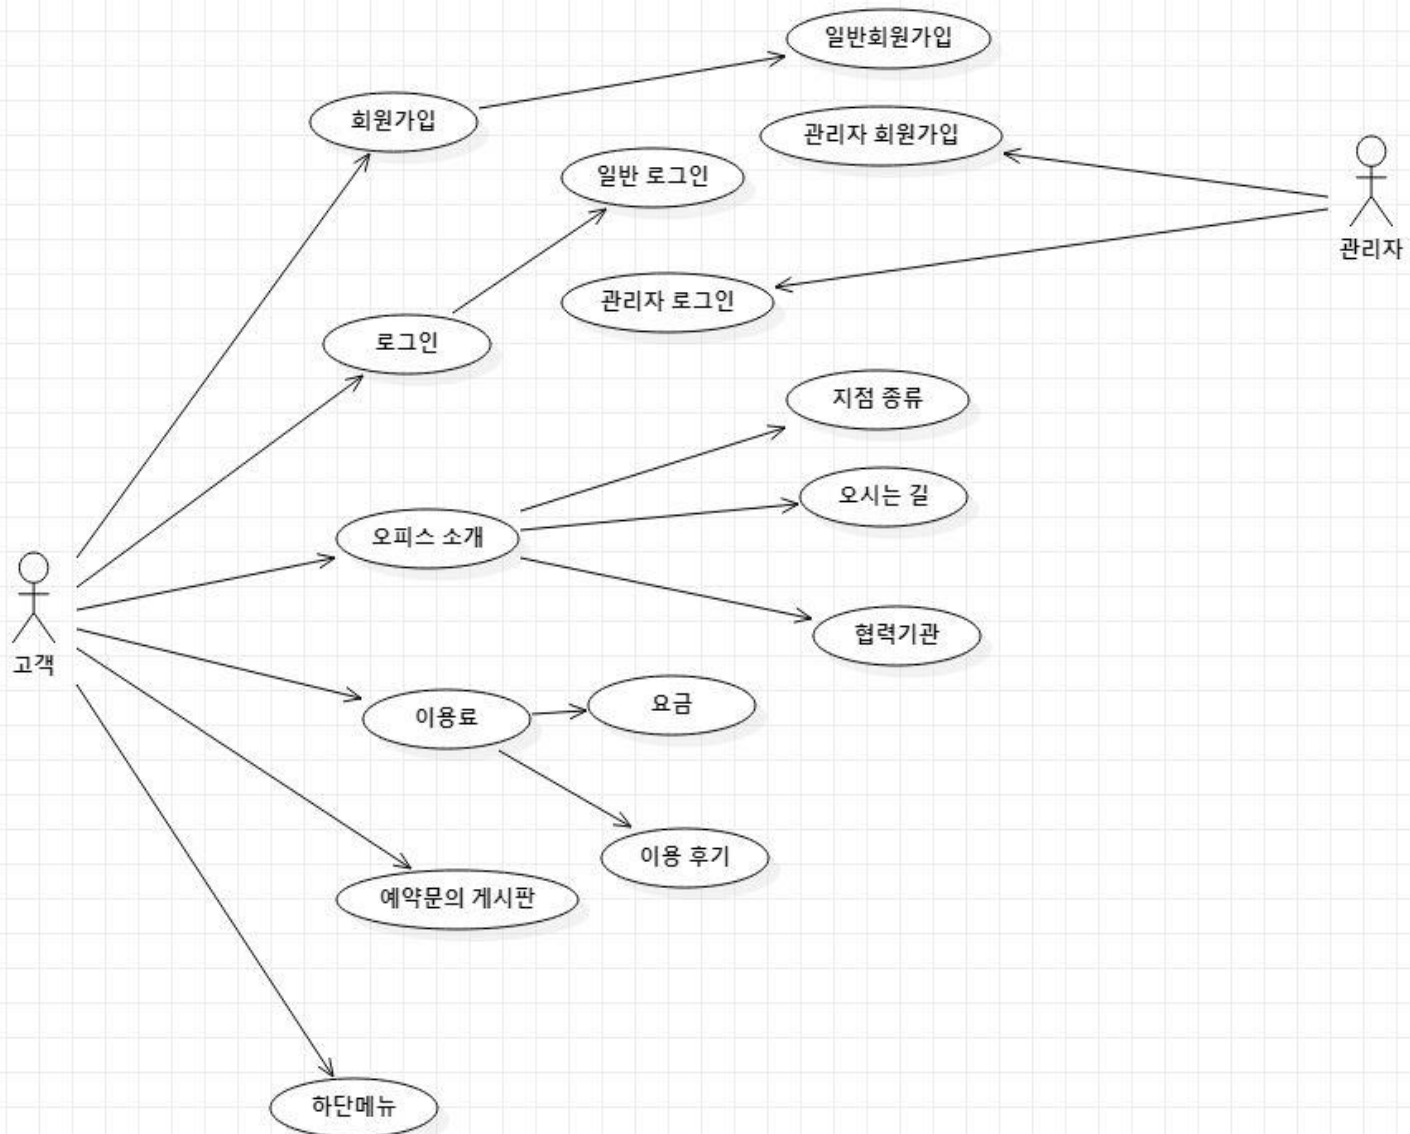 일반회원가입
회원가입
관리자 회원가입
일반 로그인
관리자
관리자 로그인
로그인
지점 종류
오시는 길
오피스 소개
협력기관
고객
요금
이용료
이용 후기
예약문의 게시판
하단메뉴